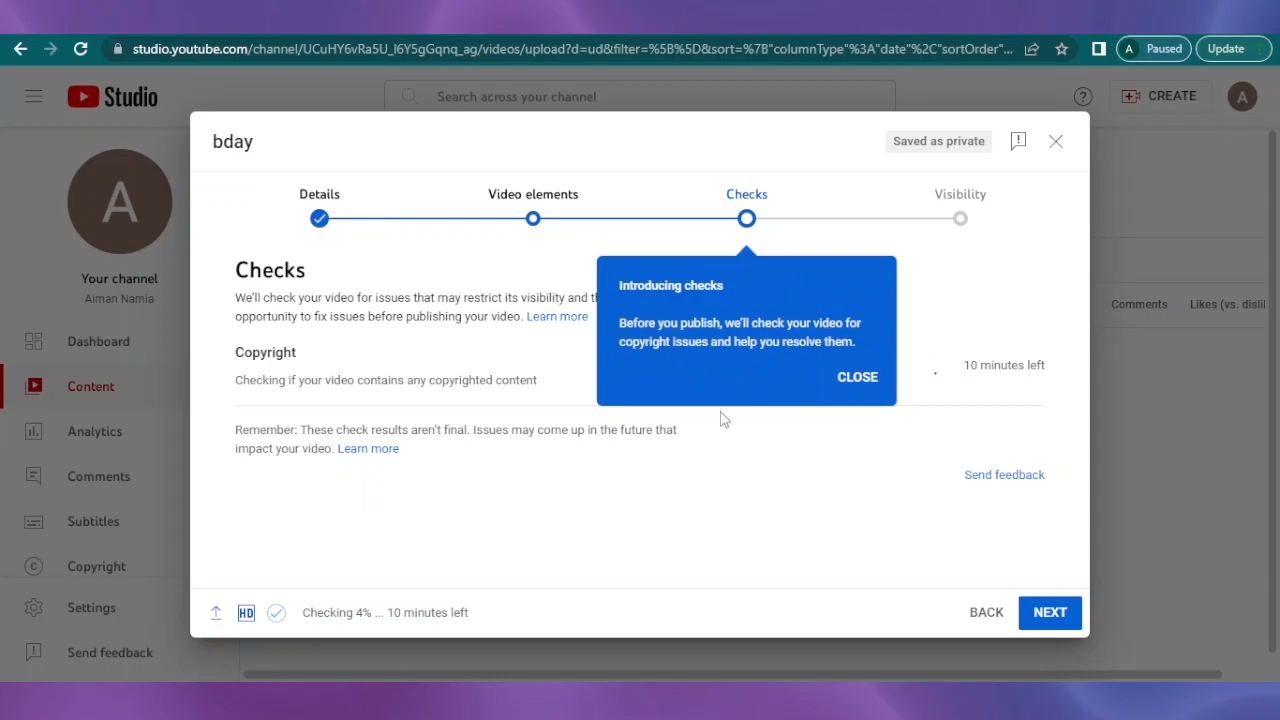 studio.youtube.com/channel/UCuHY6vRa5U_I6Y5gGqnq_ag/videos/upload?d=ud&filter=%5B%5D&sort=%7B"columnType"%3A"date"%2C"sortOrder"...
A Paused
Update
Studio
Search across your channel
CREATE
A
bday
Saved as private
Details
Video elements
Checks
Visibility
A
Your channel
Aiman Narnia
Dashboard
Content
Analytics
Comments
Subtitles
Copyright
Settings
Send feedback
Checks
We'll check your video for issues that may restrict its visibility and th
opportunity to fix issues before publishing your video. Learn more
Copyright
Checking if your video contains any copyrighted content
Introducing checks
Before you publish, we'll check your video for
copyright issues and help you resolve them.
CLOSE
10 minutes left
Remember: These check results aren't final. Issues may come up in the future that
impact your video. Learn more
Send feedback
Comments
Likes (vs. disli
HD
Checking 4% ... 10 minutes left
BACK
NEXT